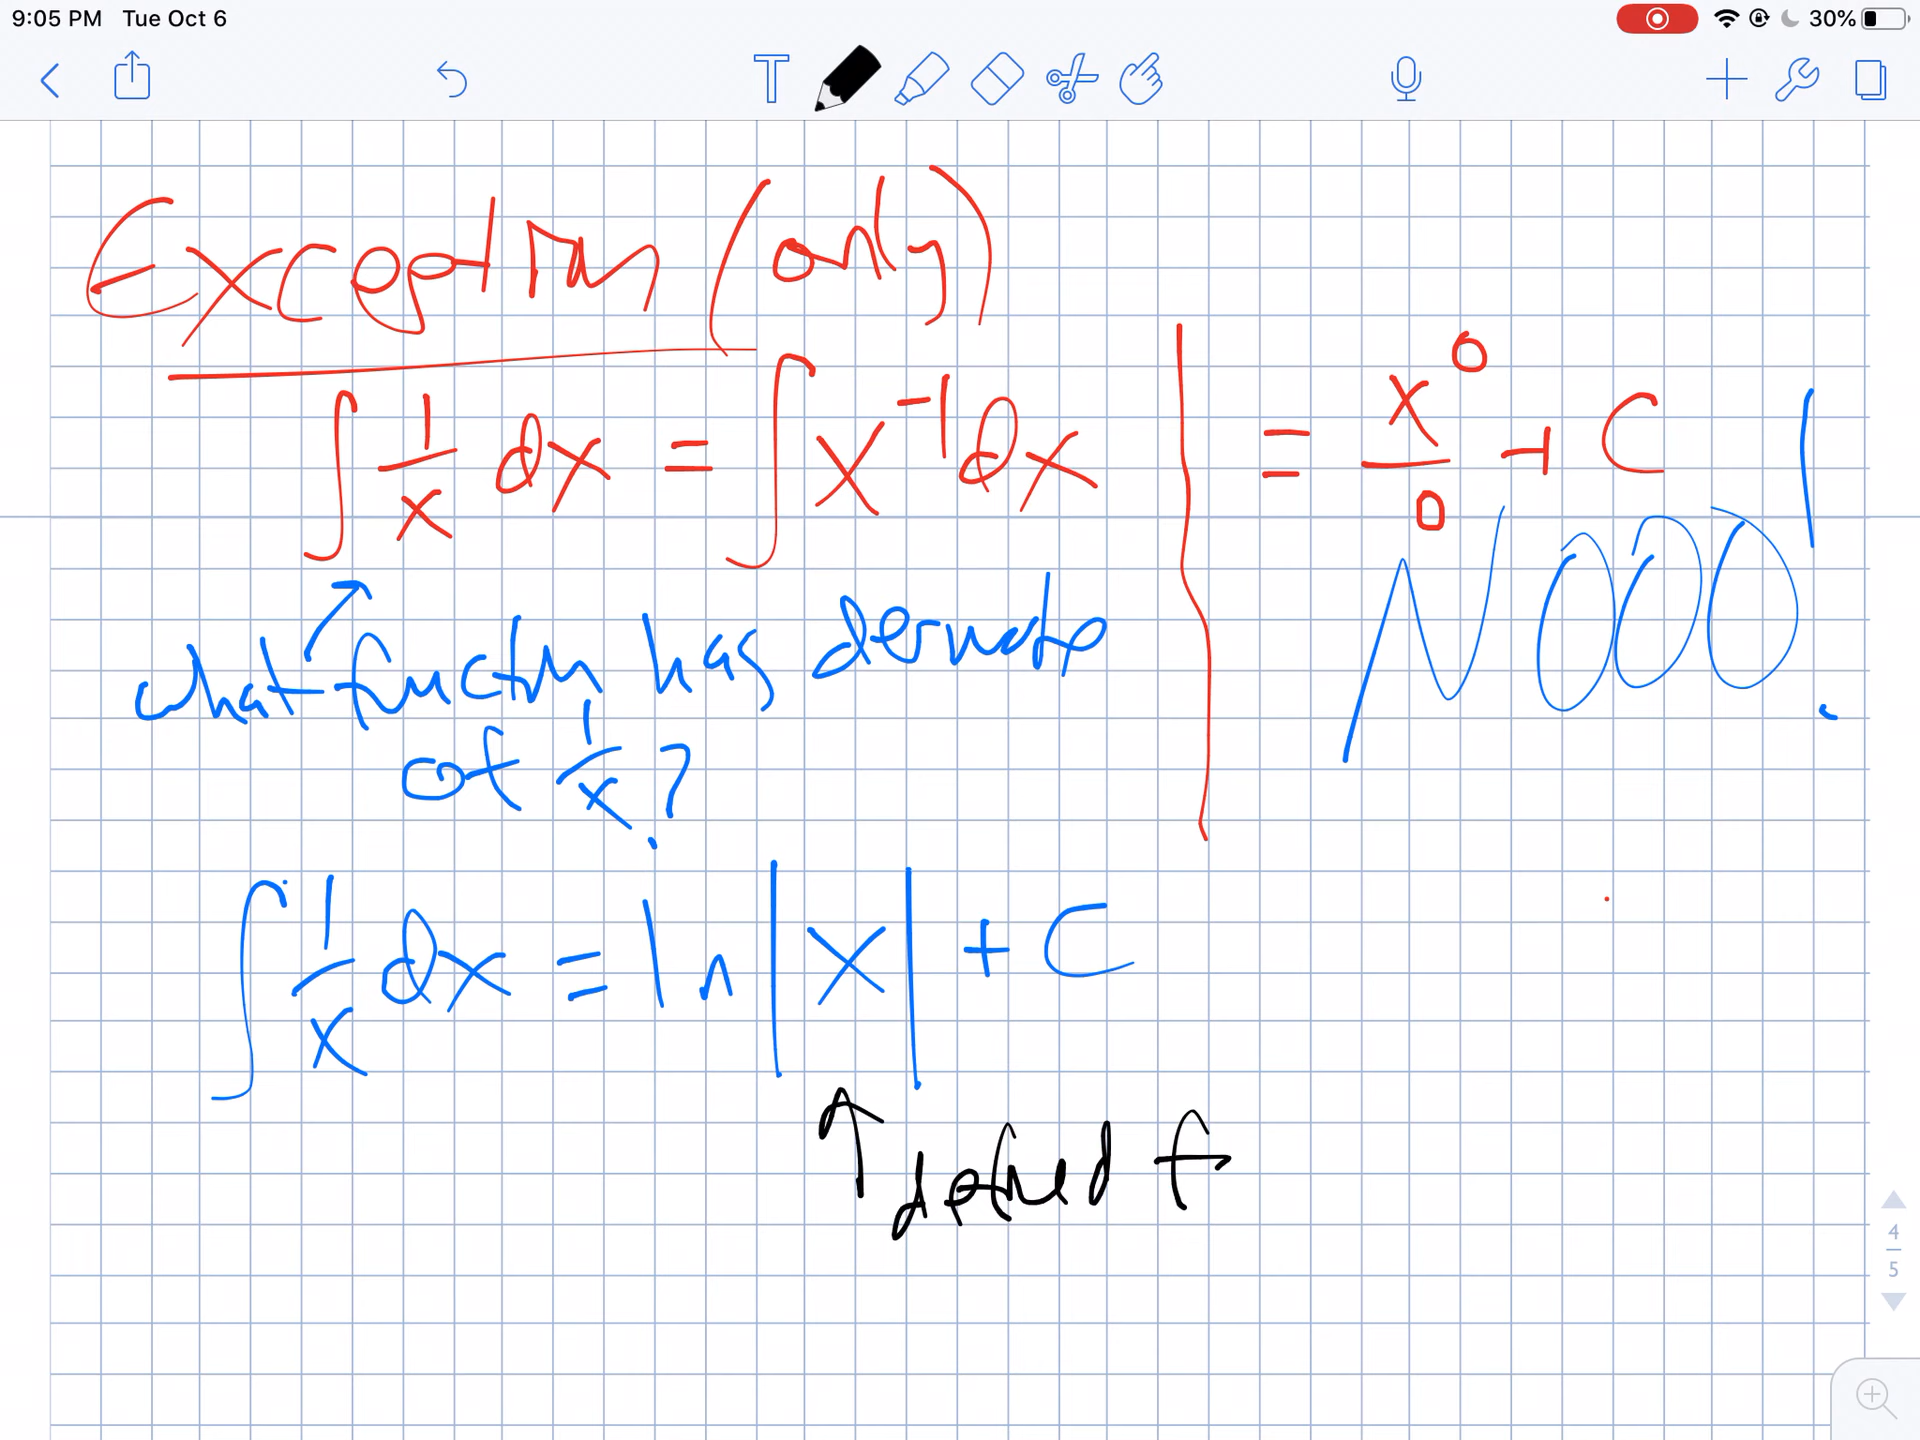 9:05 PM Tue Oct 6 30%
T
Exception (only)
∫ 1/x dx = ∫ x⁻¹ dx = x⁰/0 + C
NOOO!
what function has derivative
of 1/x?
∫ 1/x dx = ln |x| + C
↑ defined f
4
5